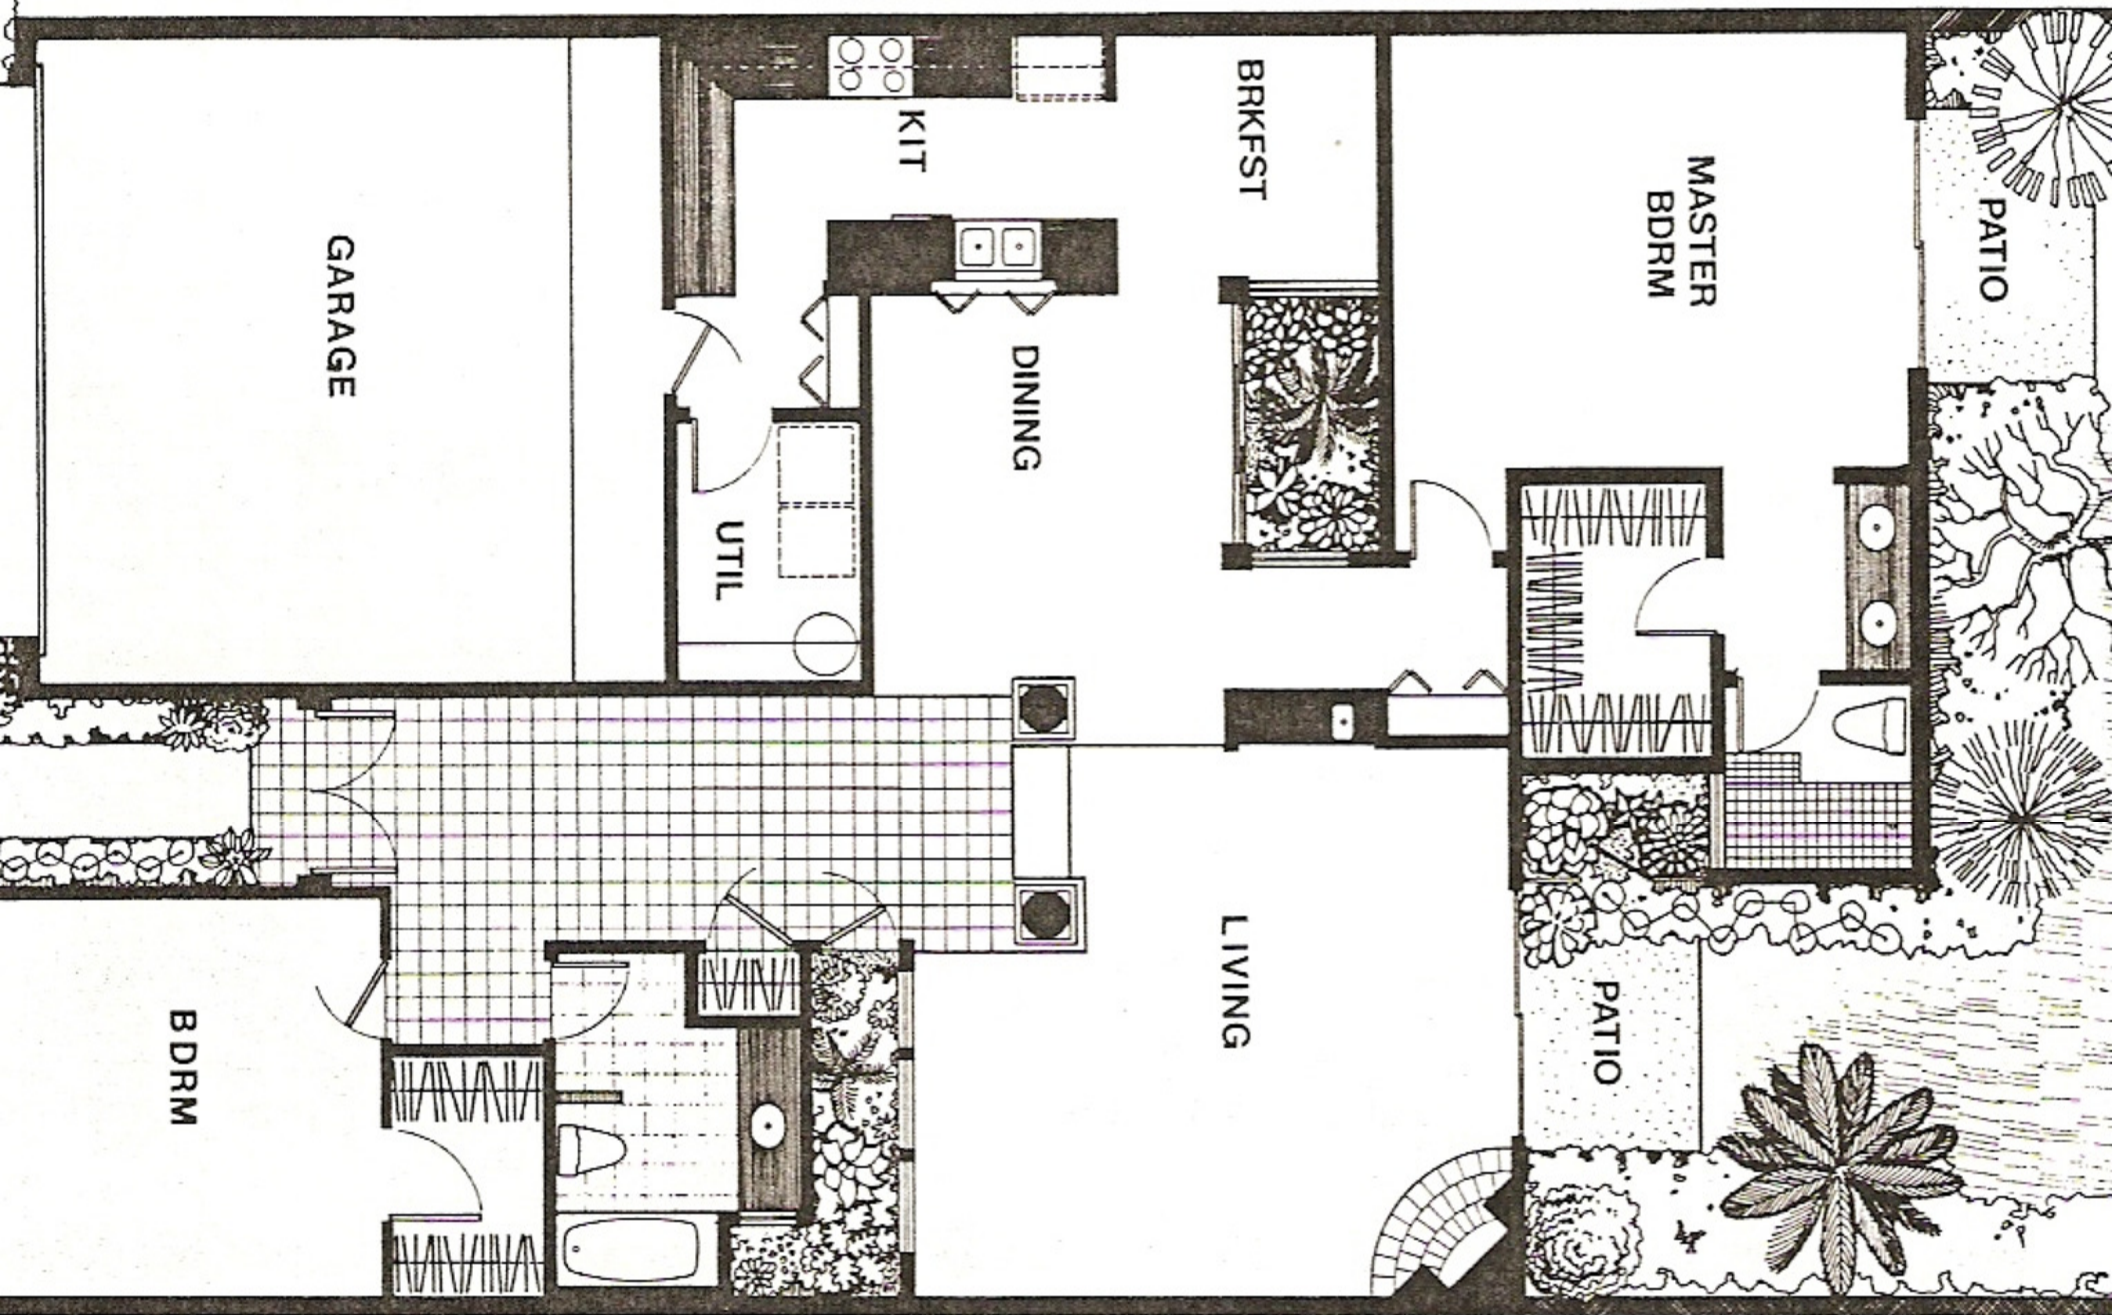 GARAGE
KIT
BRKFST
MASTER
BDRM
PATIO
DINING
UTIL
LIVING
PATIO
BDRM